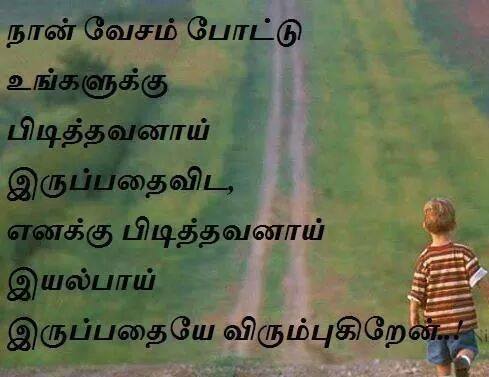 நான் வேசம் போட்டு
உங்களுக்கு
பிடித்தவனாய்
இருப்பதைவிட,
எனக்கு பிடித்தவனாய்
இயல்பாய்
இருப்பதையே விரும்புகிறேன்..!